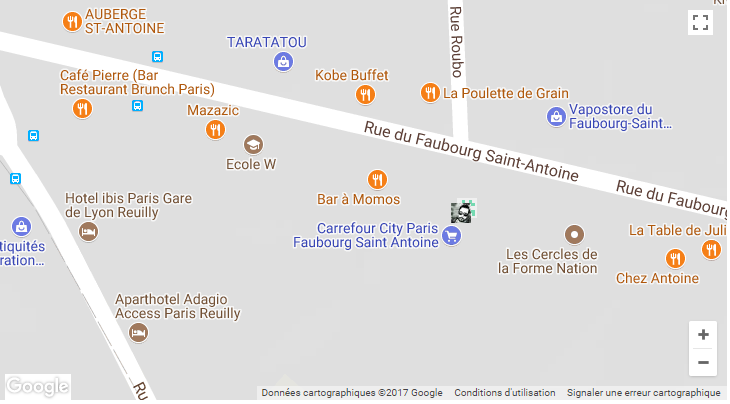 AUBERGE
ST-ANTOINE
TARATATOU
Rue Roubo
Kobe Buffet
Café Pierre (Bar
Restaurant Brunch Paris)
La Poulette de Grain
Mazazic
Vapostore du
Faubourg-Saint…
Rue du Faubourg Saint-Antoine
Ecole W
Rue du Faubourg
Bar à Momos
Hotel ibis Paris Gare
de Lyon Reuilly
Carrefour City Paris
Faubourg Saint Antoine
La Table de Juli
tiquités
ration…
Les Cercles de
la Forme Nation
Chez Antoine
Aparthotel Adagio
Access Paris Reuilly
+
−
Ru
Google
Données cartographiques ©2017 Google
Conditions d'utilisation
Signaler une erreur cartographique